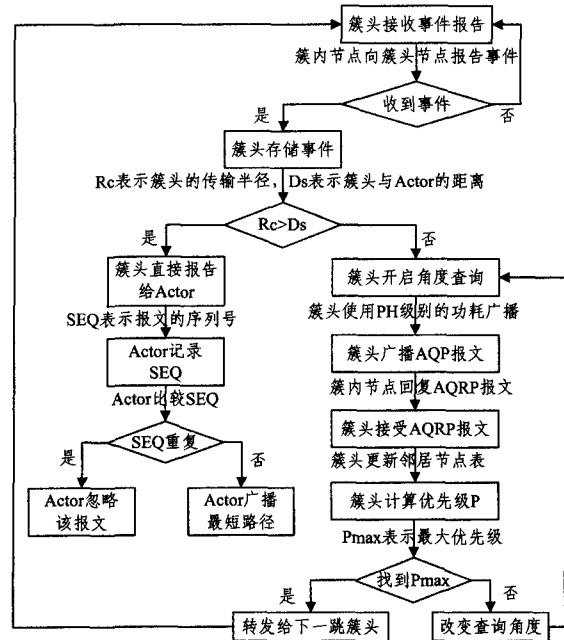 簇头接收事件报告
簇内节点向簇头节点报告事件
收到事件
是
否
簇头存储事件
Rc表示簇头的传输半径，Ds表示簇头与Actor的距离
Rc>Ds
是
否
簇头直接报告
给Actor
SEQ表示报文的序列号
Actor记录
SEQ
Actor比较SEQ
SEQ重复
是
否
Actor忽略
该报文
Actor广播
最短路径
簇头开启角度查询
簇头使用PH级别的功耗广播
簇头广播AQP报文
簇内节点回复AQRP报文
簇头接受AQRP报文
簇头更新邻居节点表
簇头计算优先级P
Pmax表示最大优先级
找到Pmax
是
否
转发给下一跳簇头
改变查询角度